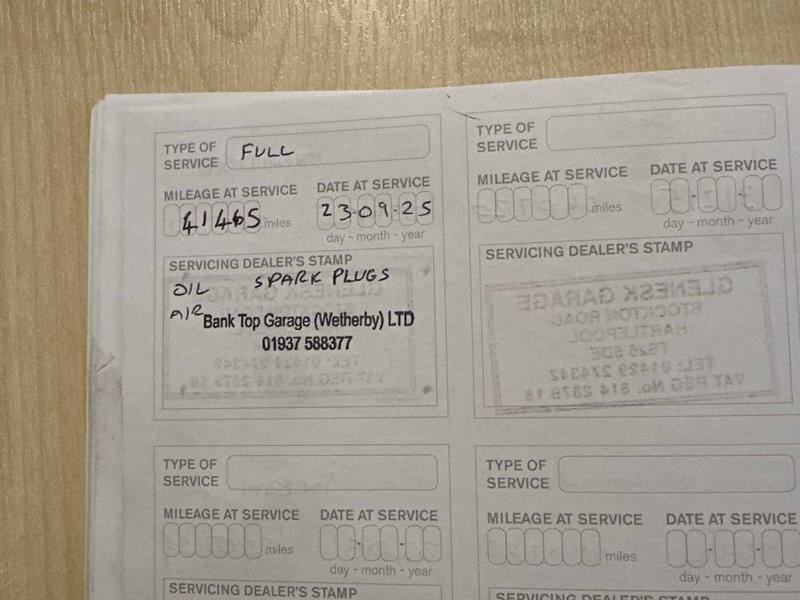 TYPE OF SERVICE FULL
MILEAGE AT SERVICE
41465 miles
DATE AT SERVICE
23-09-25
day - month - year
SERVICING DEALER'S STAMP
OIL SPARK PLUGS
AIR
Bank Top Garage (Wetherby) LTD
01937 588377
TYPE OF SERVICE
MILEAGE AT SERVICE
miles
DATE AT SERVICE
day - month - year
SERVICING DEALER'S STAMP
GLENESK GARAGE
STOCKTON ROAD
HARTLEPOOL
TS25 5DE
TEL: 01429 274342
VAT REG No. 814 2878 18
TYPE OF SERVICE
MILEAGE AT SERVICE
miles
DATE AT SERVICE
day - month - year
SERVICING DEALER'S STAMP
TYPE OF SERVICE
MILEAGE AT SERVICE
miles
DATE AT SERVICE
day - month - year
SERVICING DEALER'S STAMP